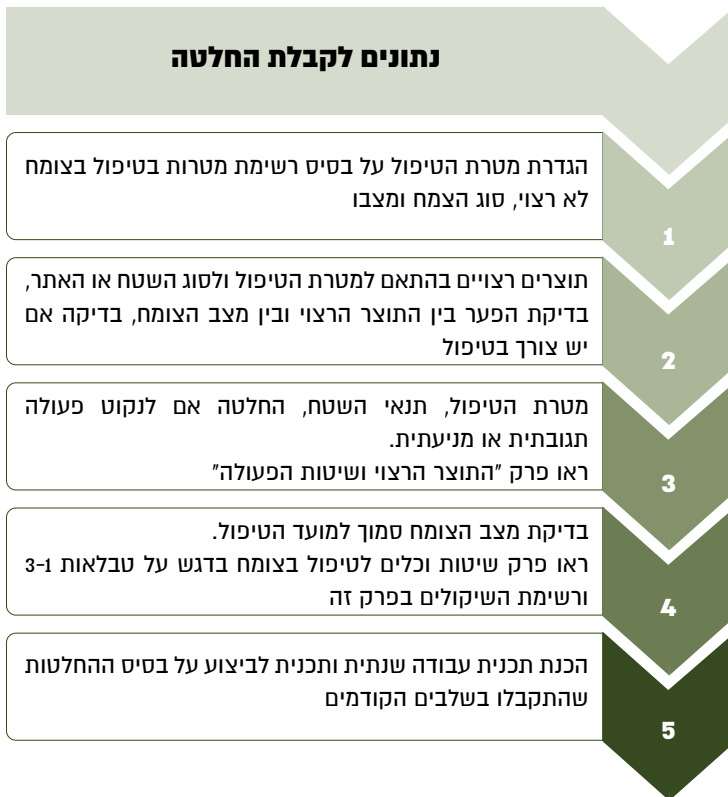 נתונים לקבלת החלטה
הגדרת מטרת הטיפול על בסיס רשימת מטרות בטיפול בצומח
לא רצוי, סוג הצמח ומצבו
1
תוצרים רצויים בהתאם למטרת הטיפול ולסוג השטח או האתר,
בדיקת הפער בין התוצר הרצוי ובין מצב הצומח, בדיקה אם
יש צורך בטיפול
2
מטרת הטיפול, תנאי השטח, החלטה אם לנקוט פעולה
תגובתית או מניעתית.
ראו פרק "התוצר הרצוי ושיטות הפעולה"
3
בדיקת מצב הצומח סמוך למועד הטיפול.
ראו פרק שיטות וכלים לטיפול בצומח בדגש על טבלאות 3-1
ורשימת השיקולים בפרק זה
4
הכנת תכנית עבודה שנתית ותכנית לביצוע על בסיס ההחלטות
שהתקבלו בשלבים הקודמים
5